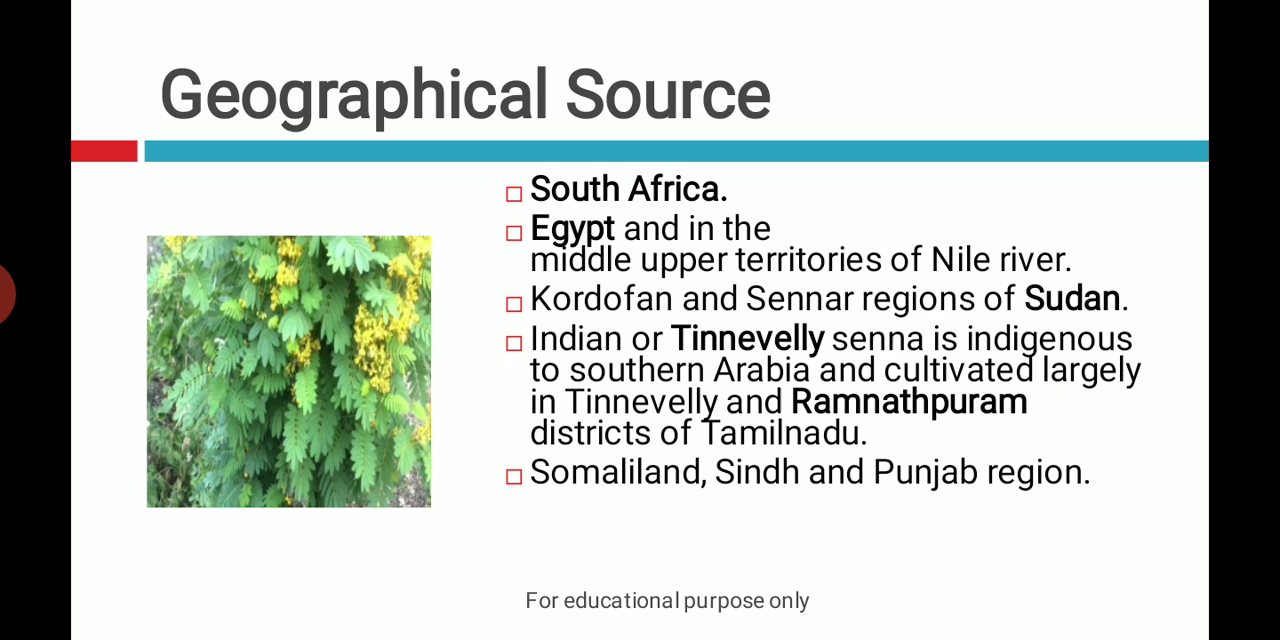 Geographical Source
South Africa.
Egypt and in the
middle upper territories of Nile river.
Kordofan and Sennar regions of Sudan.
Indian or Tinnevelly senna is indigenous
to southern Arabia and cultivated largely
in Tinnevelly and Ramnathpuram
districts of Tamilnadu.
Somaliland, Sindh and Punjab region.
For educational purpose only